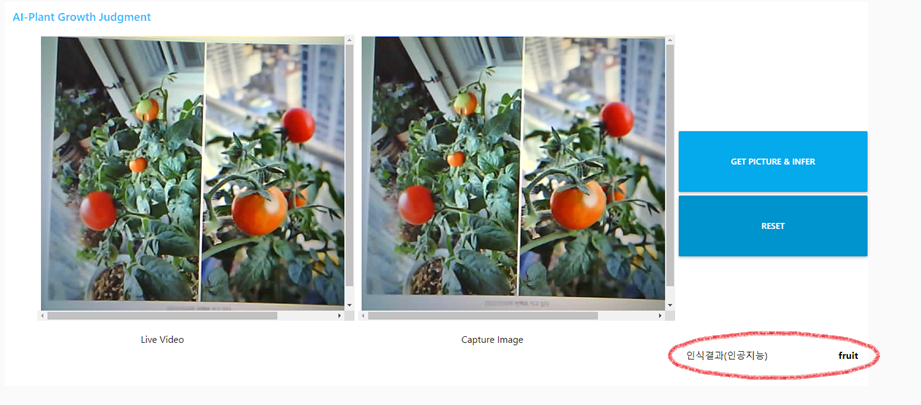 AI-Plant Growth Judgment
GET PICTURE & INFER
RESET
Live Video
Capture Image
인식결과(인공지능) fruit